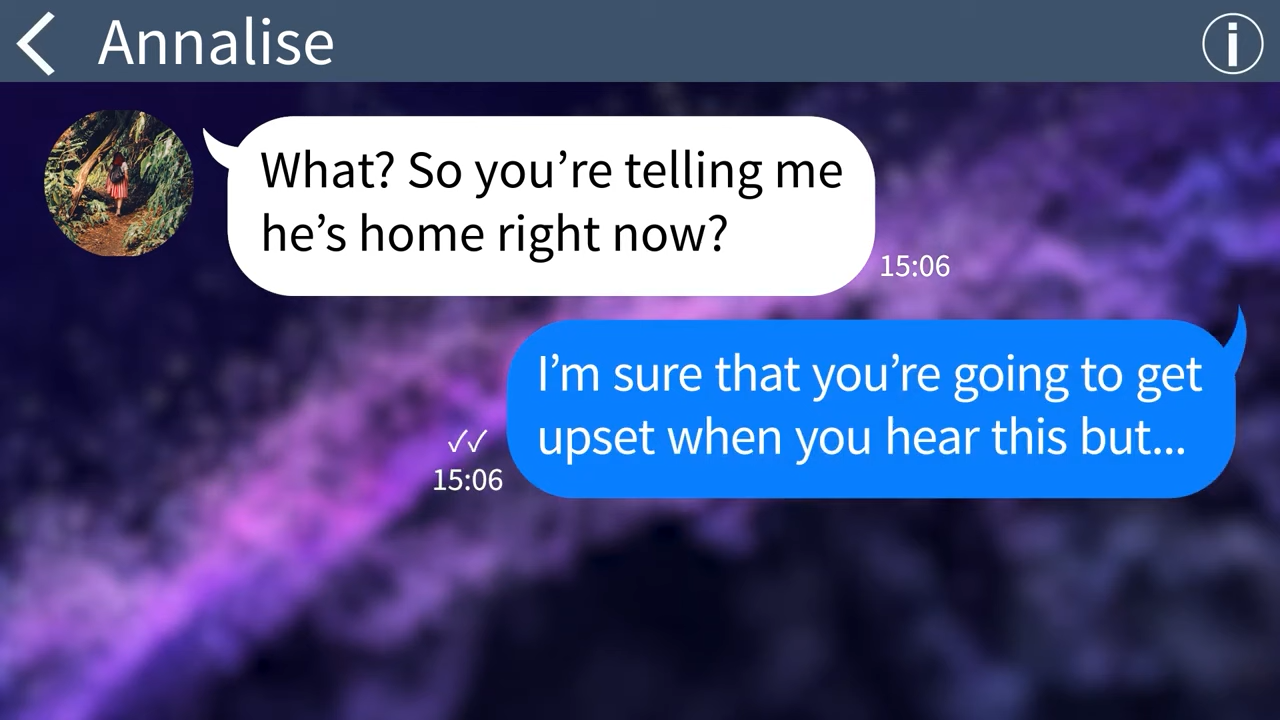 Annalise
What? So you’re telling me
he’s home right now?
15:06
I’m sure that you’re going to get
upset when you hear this but...
✓✓
15:06